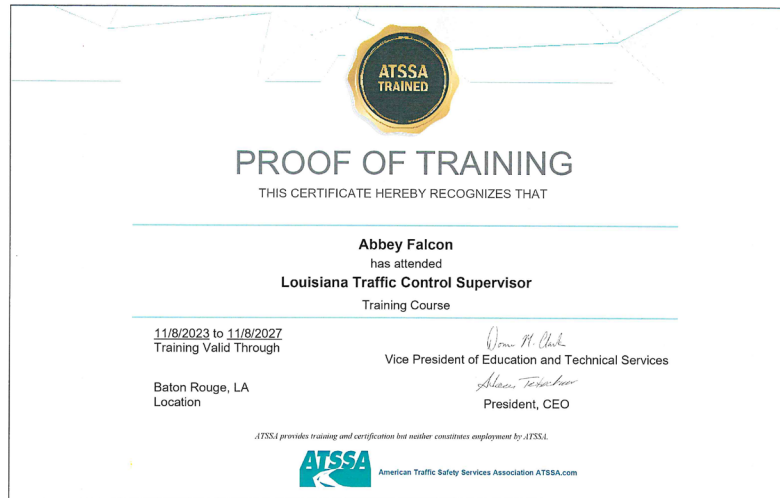 ATSSA
TRAINED
PROOF OF TRAINING
THIS CERTIFICATE HEREBY RECOGNIZES THAT
Abbey Falcon
has attended
Louisiana Traffic Control Supervisor
Training Course
11/8/2023 to 11/8/2027
Training Valid Through
Vice President of Education and Technical Services
Baton Rouge, LA
Location
President, CEO
ATSSA provides training and certification but neither constitutes employment by ATSSA.
ATSSA
American Traffic Safety Services Association ATSSA.com